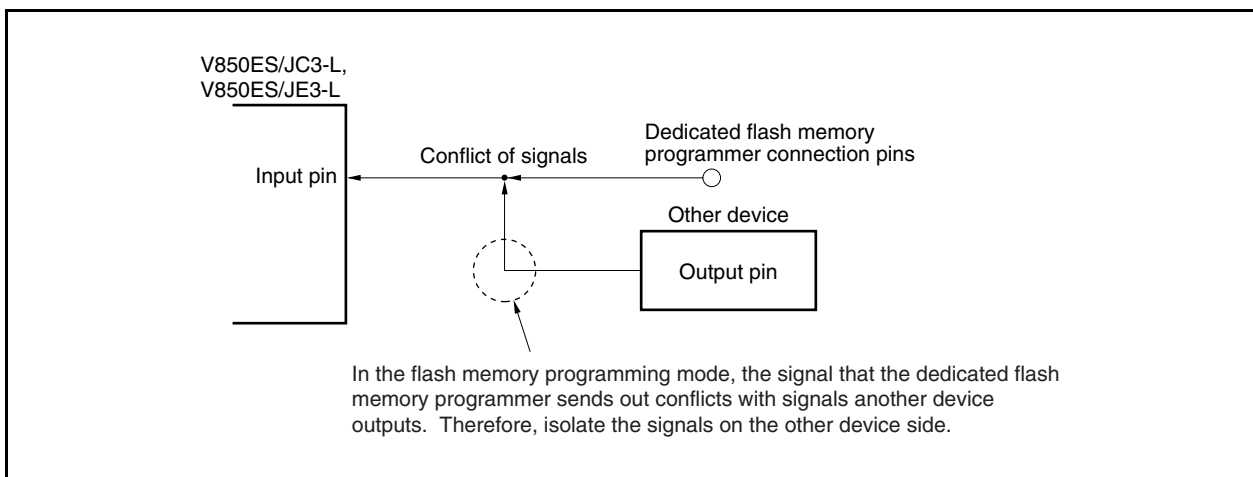 V850ES/JC3-L,
V850ES/JE3-L
Dedicated flash memory
programmer connection pins
Conflict of signals
Input pin
Other device
Output pin
In the flash memory programming mode, the signal that the dedicated flash
memory programmer sends out conflicts with signals another device
outputs.  Therefore, isolate the signals on the other device side.